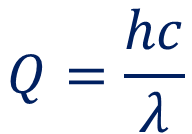 Q = hc / λ